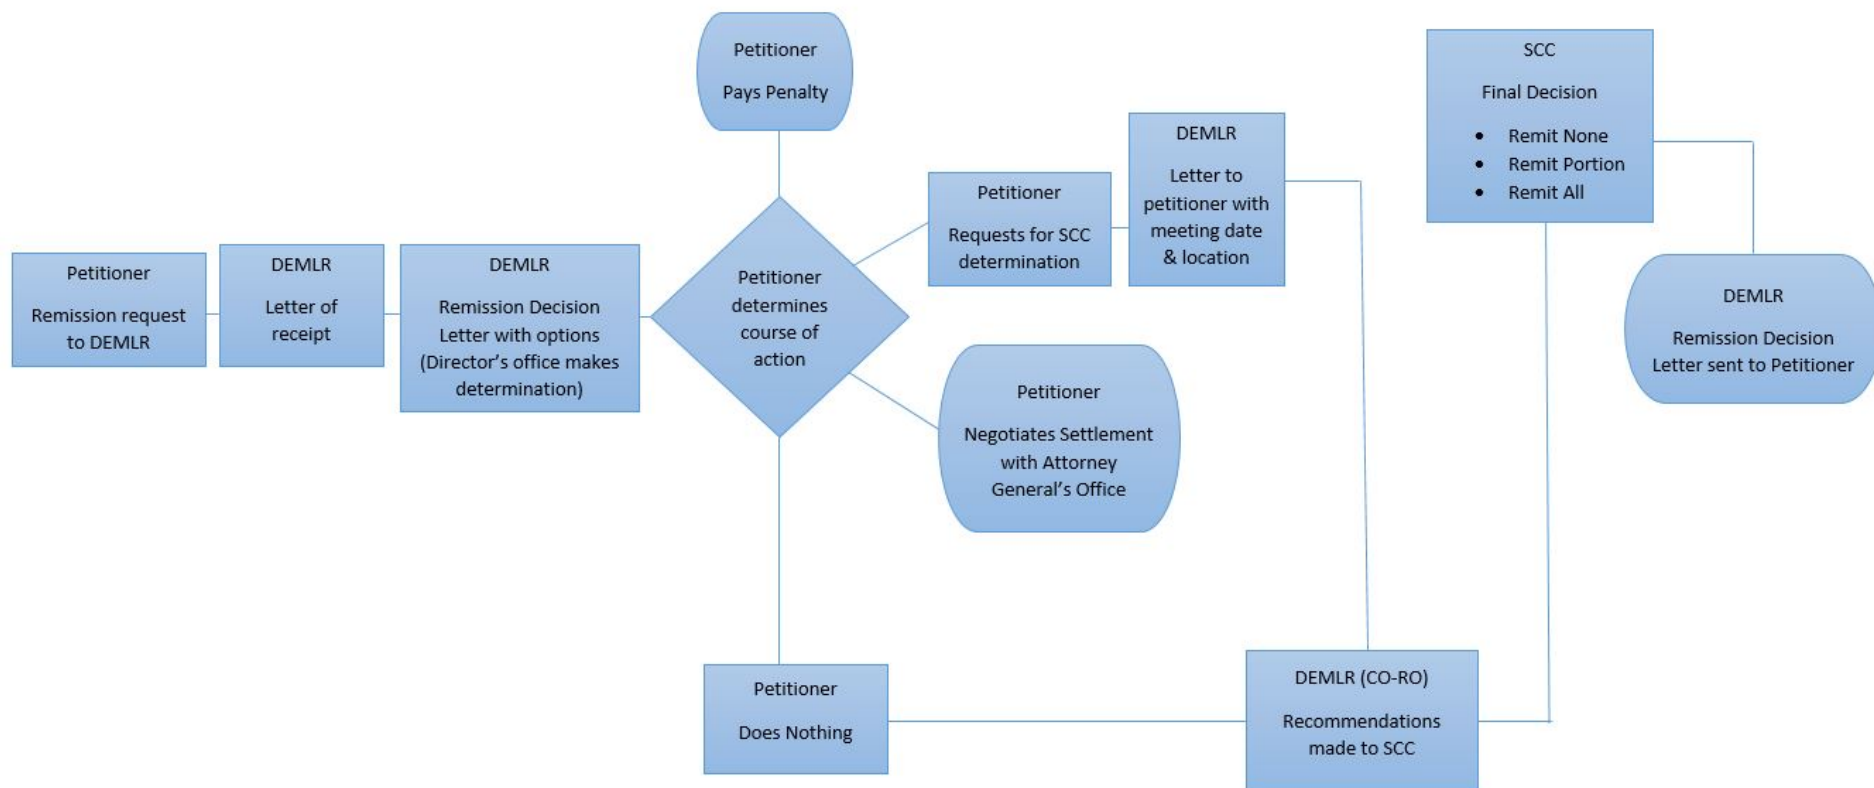 Petitioner
Remission request
to DEMLR
DEMLR
Letter of
receipt
DEMLR
Remission Decision
Letter with options
(Director’s office makes
determination)
Petitioner
determines
course of
action
Petitioner
Pays Penalty
Petitioner
Requests for SCC
determination
DEMLR
Letter to
petitioner with
meeting date
& location
Petitioner
Negotiates Settlement
with Attorney
General’s Office
Petitioner
Does Nothing
DEMLR (CO-RO)
Recommendations
made to SCC
SCC
Final Decision
• Remit None
• Remit Portion
• Remit All
DEMLR
Remission Decision
Letter sent to Petitioner